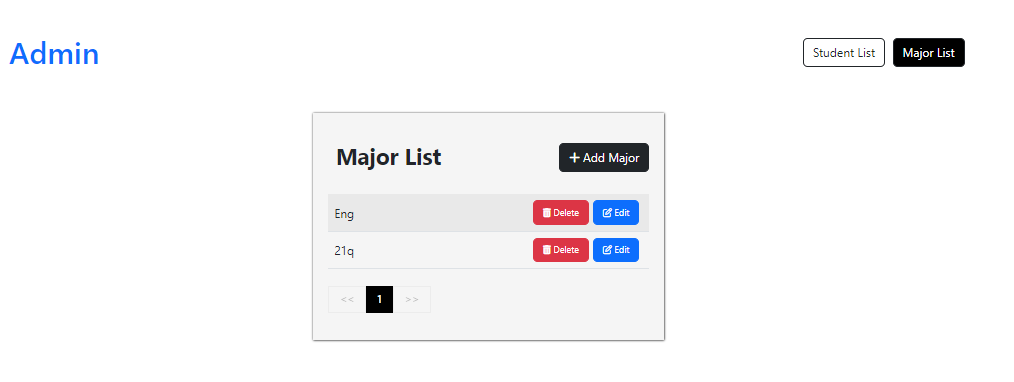 Admin
Student List
Major List
Major List
Add Major
Eng
Delete
Edit
21q
Delete
Edit
<< 1 >>